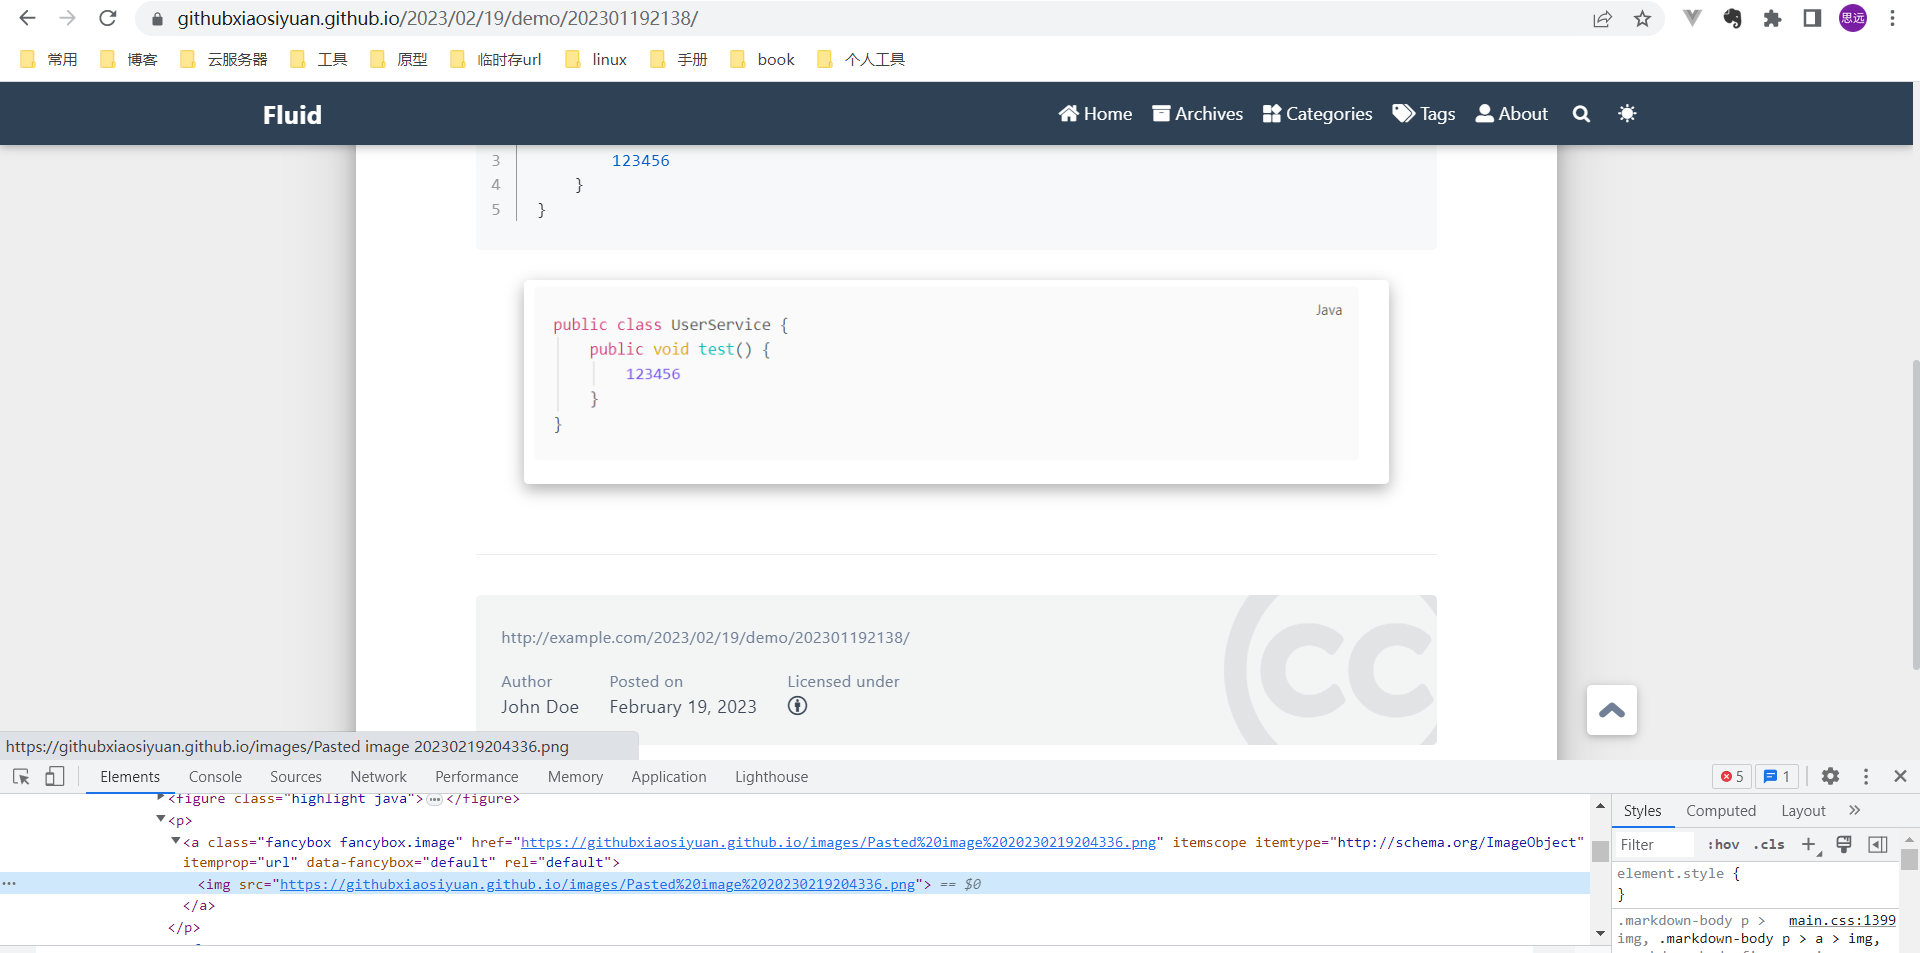 githubxiaosiyuan.github.io/2023/02/19/demo/202301192138/
思远
常用 博客 云服务器 工具 原型 临时存url linux 手册 book 个人工具
Fluid Home Archives Categories Tags About
3 123456
4 }
5 }
Java
public class UserService {
public void test() {
123456
}
}
http://example.com/2023/02/19/demo/202301192138/
Author Posted on Licensed under
John Doe February 19, 2023
cc
https://githubxiaosiyuan.github.io/images/Pasted image 20230219204336.png
Elements Console Sources Network Performance Memory Application Lighthouse 5 1
<figure class="highlight java">…</figure>
<p>
<a class="fancybox fancybox.image" href="https://githubxiaosiyuan.github.io/images/Pasted%20image%2020230219204336.png" itemscope itemtype="http://schema.org/ImageObject"
itemprop="url" data-fancybox="default" rel="default">
<img src="https://githubxiaosiyuan.github.io/images/Pasted%20image%2020230219204336.png"> == $0
</a>
</p>
Styles Computed Layout »
Filter :hov .cls +
element.style {
}
.markdown-body p > main.css:1399
img, .markdown-body p > a > img,